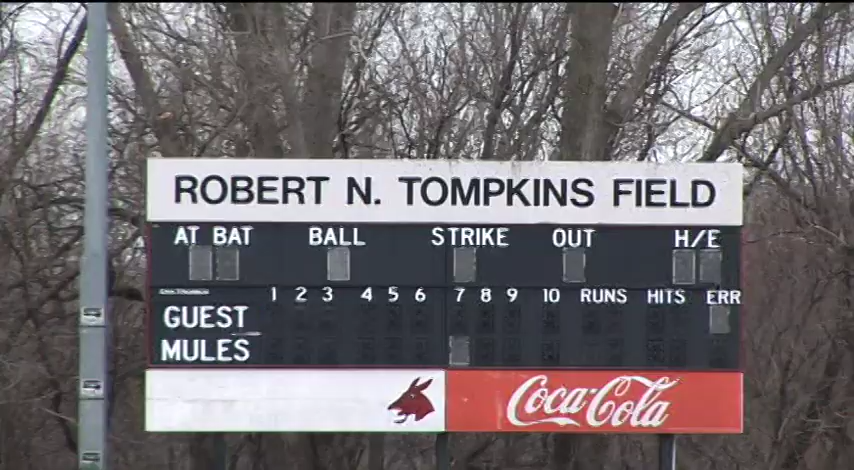 ROBERT N. TOMPKINS FIELD
AT BAT BALL STRIKE OUT H/E
1 2 3 4 5 6 7 8 9 10 RUNS HITS ERR
GUEST
MULES
Coca-Cola